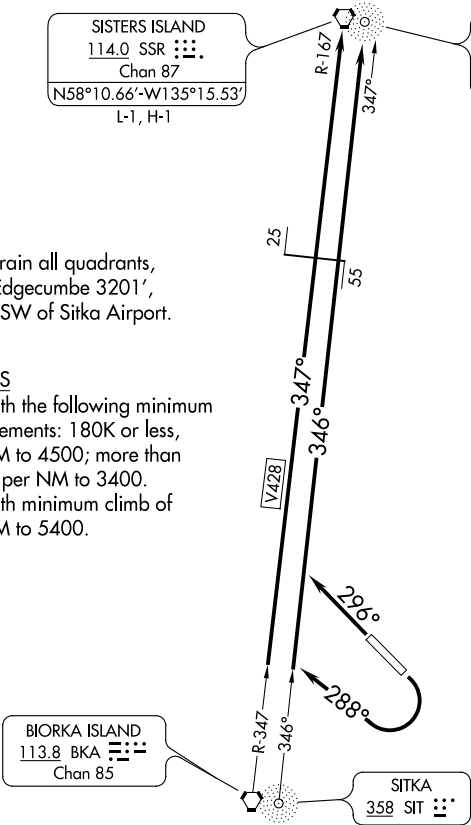 SISTERS ISLAND
114.0 SSR
Chan 87
N58°10.66'-W135°15.53'
L-1, H-1
R-167
347°
25
55
rain all quadrants,
dgecumbe 3201',
SW of Sitka Airport.
S
th the following minimum
ements: 180K or less,
M to 4500; more than
per NM to 3400.
th minimum climb of
M to 5400.
347°
346°
V428
296°
288°
R-347
346°
BIORKA ISLAND
113.8 BKA
Chan 85
SITKA
358 SIT